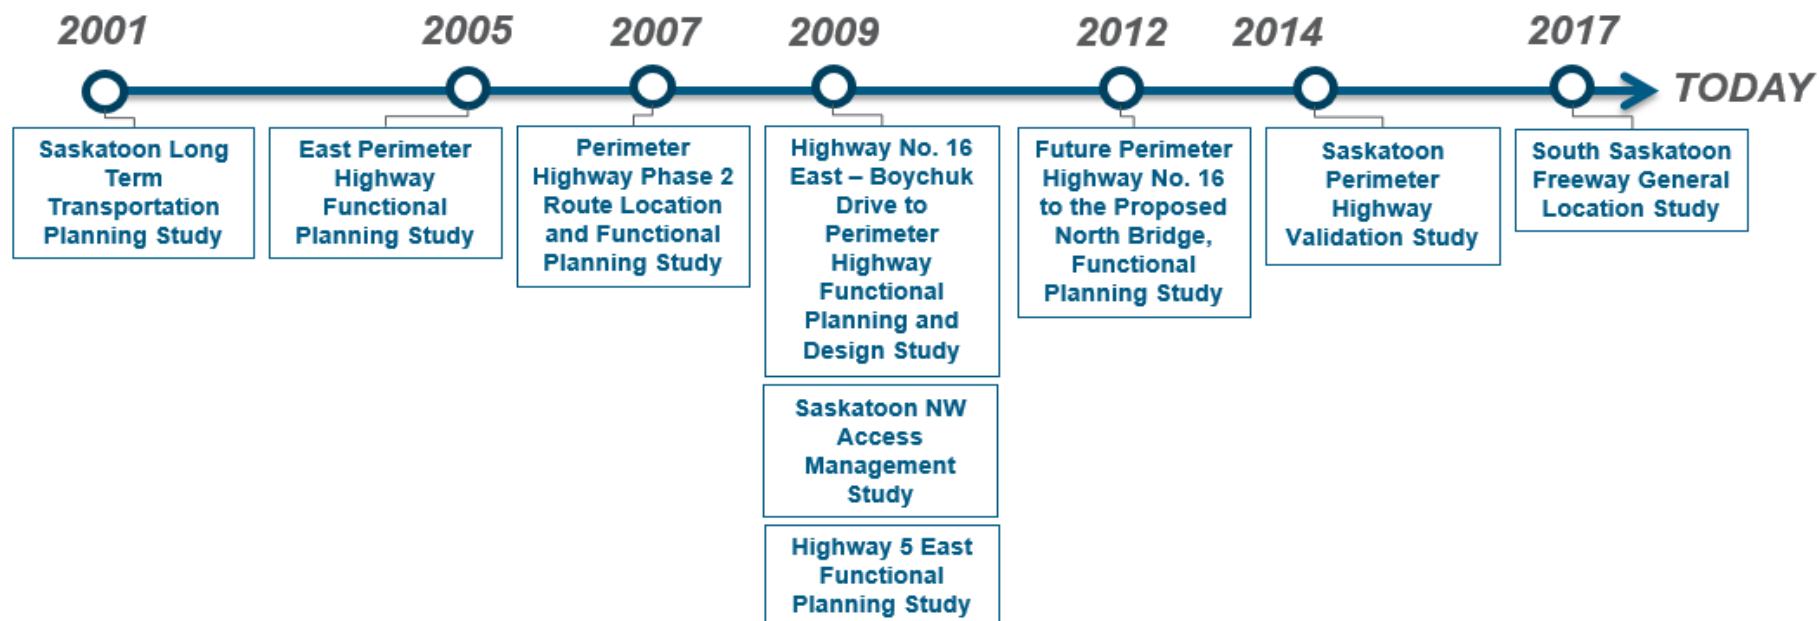 2001
2005
2007
2009
2012
2014
2017
TODAY
Saskatoon Long
Term
Transportation
Planning Study
East Perimeter
Highway
Functional
Planning Study
Perimeter
Highway Phase 2
Route Location
and Functional
Planning Study
Highway No. 16
East – Boychuk
Drive to
Perimeter
Highway
Functional
Planning and
Design Study
Saskatoon NW
Access
Management
Study
Highway 5 East
Functional
Planning Study
Future Perimeter
Highway No. 16
to the Proposed
North Bridge,
Functional
Planning Study
Saskatoon
Perimeter
Highway
Validation Study
South Saskatoon
Freeway General
Location Study